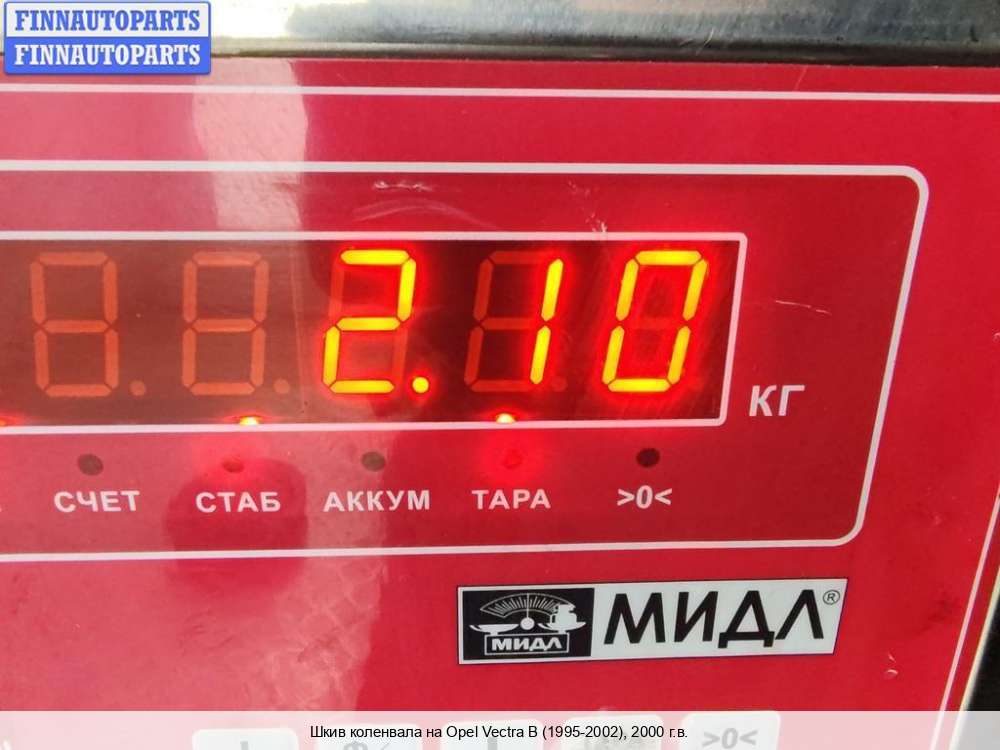 FINNAUTOPARTS
FINNAUTOPARTS
2.10
КГ
СЧЕТ СТАБ АККУМ ТАРА >0<
МИДЛ МИДЛ®
>0<
Шкив коленвала на Opel Vectra B (1995-2002), 2000 г.в.